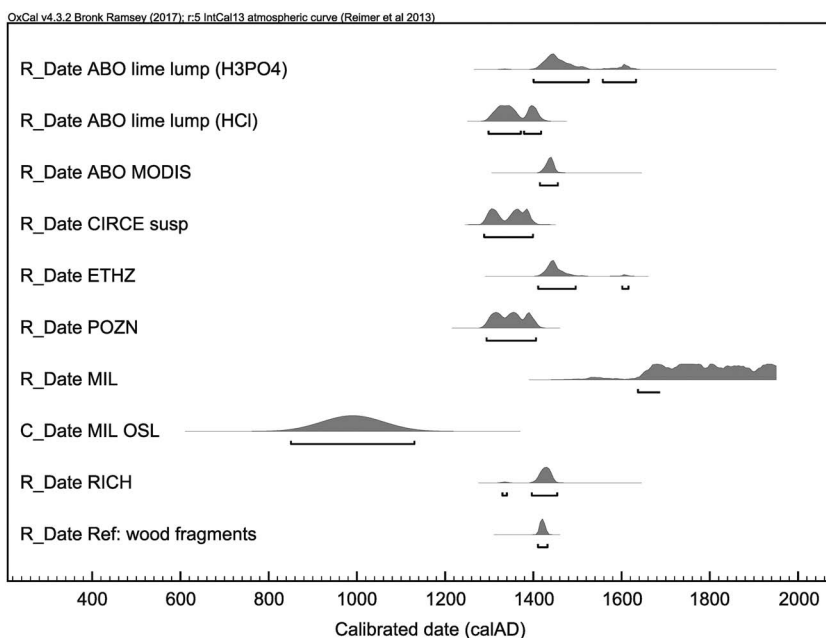 OxCal v4.3.2 Bronk Ramsey (2017); r:5 IntCal13 atmospheric curve (Reimer et al 2013)
R_Date ABO lime lump (H3PO4)
R_Date ABO lime lump (HCl)
R_Date ABO MODIS
R_Date CIRCE susp
R_Date ETHZ
R_Date POZN
R_Date MIL
C_Date MIL OSL
R_Date RICH
R_Date Ref: wood fragments
400 600 800 1000 1200 1400 1600 1800 2000
Calibrated date (calAD)